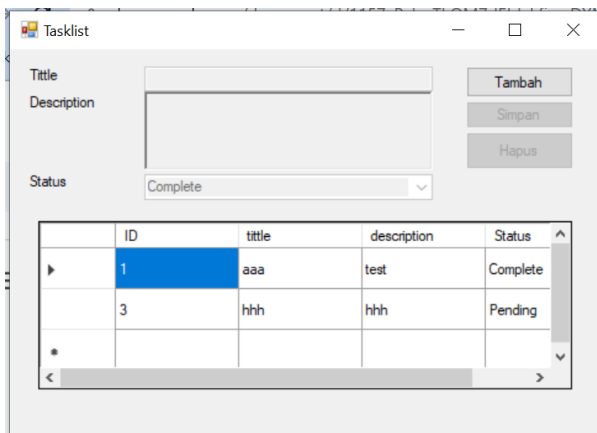 Tasklist
Tittle
Tambah
Description
Simpan
Hapus
Status
Complete
ID tittle description Status
1 aaa test Complete
3 hhh hhh Pending